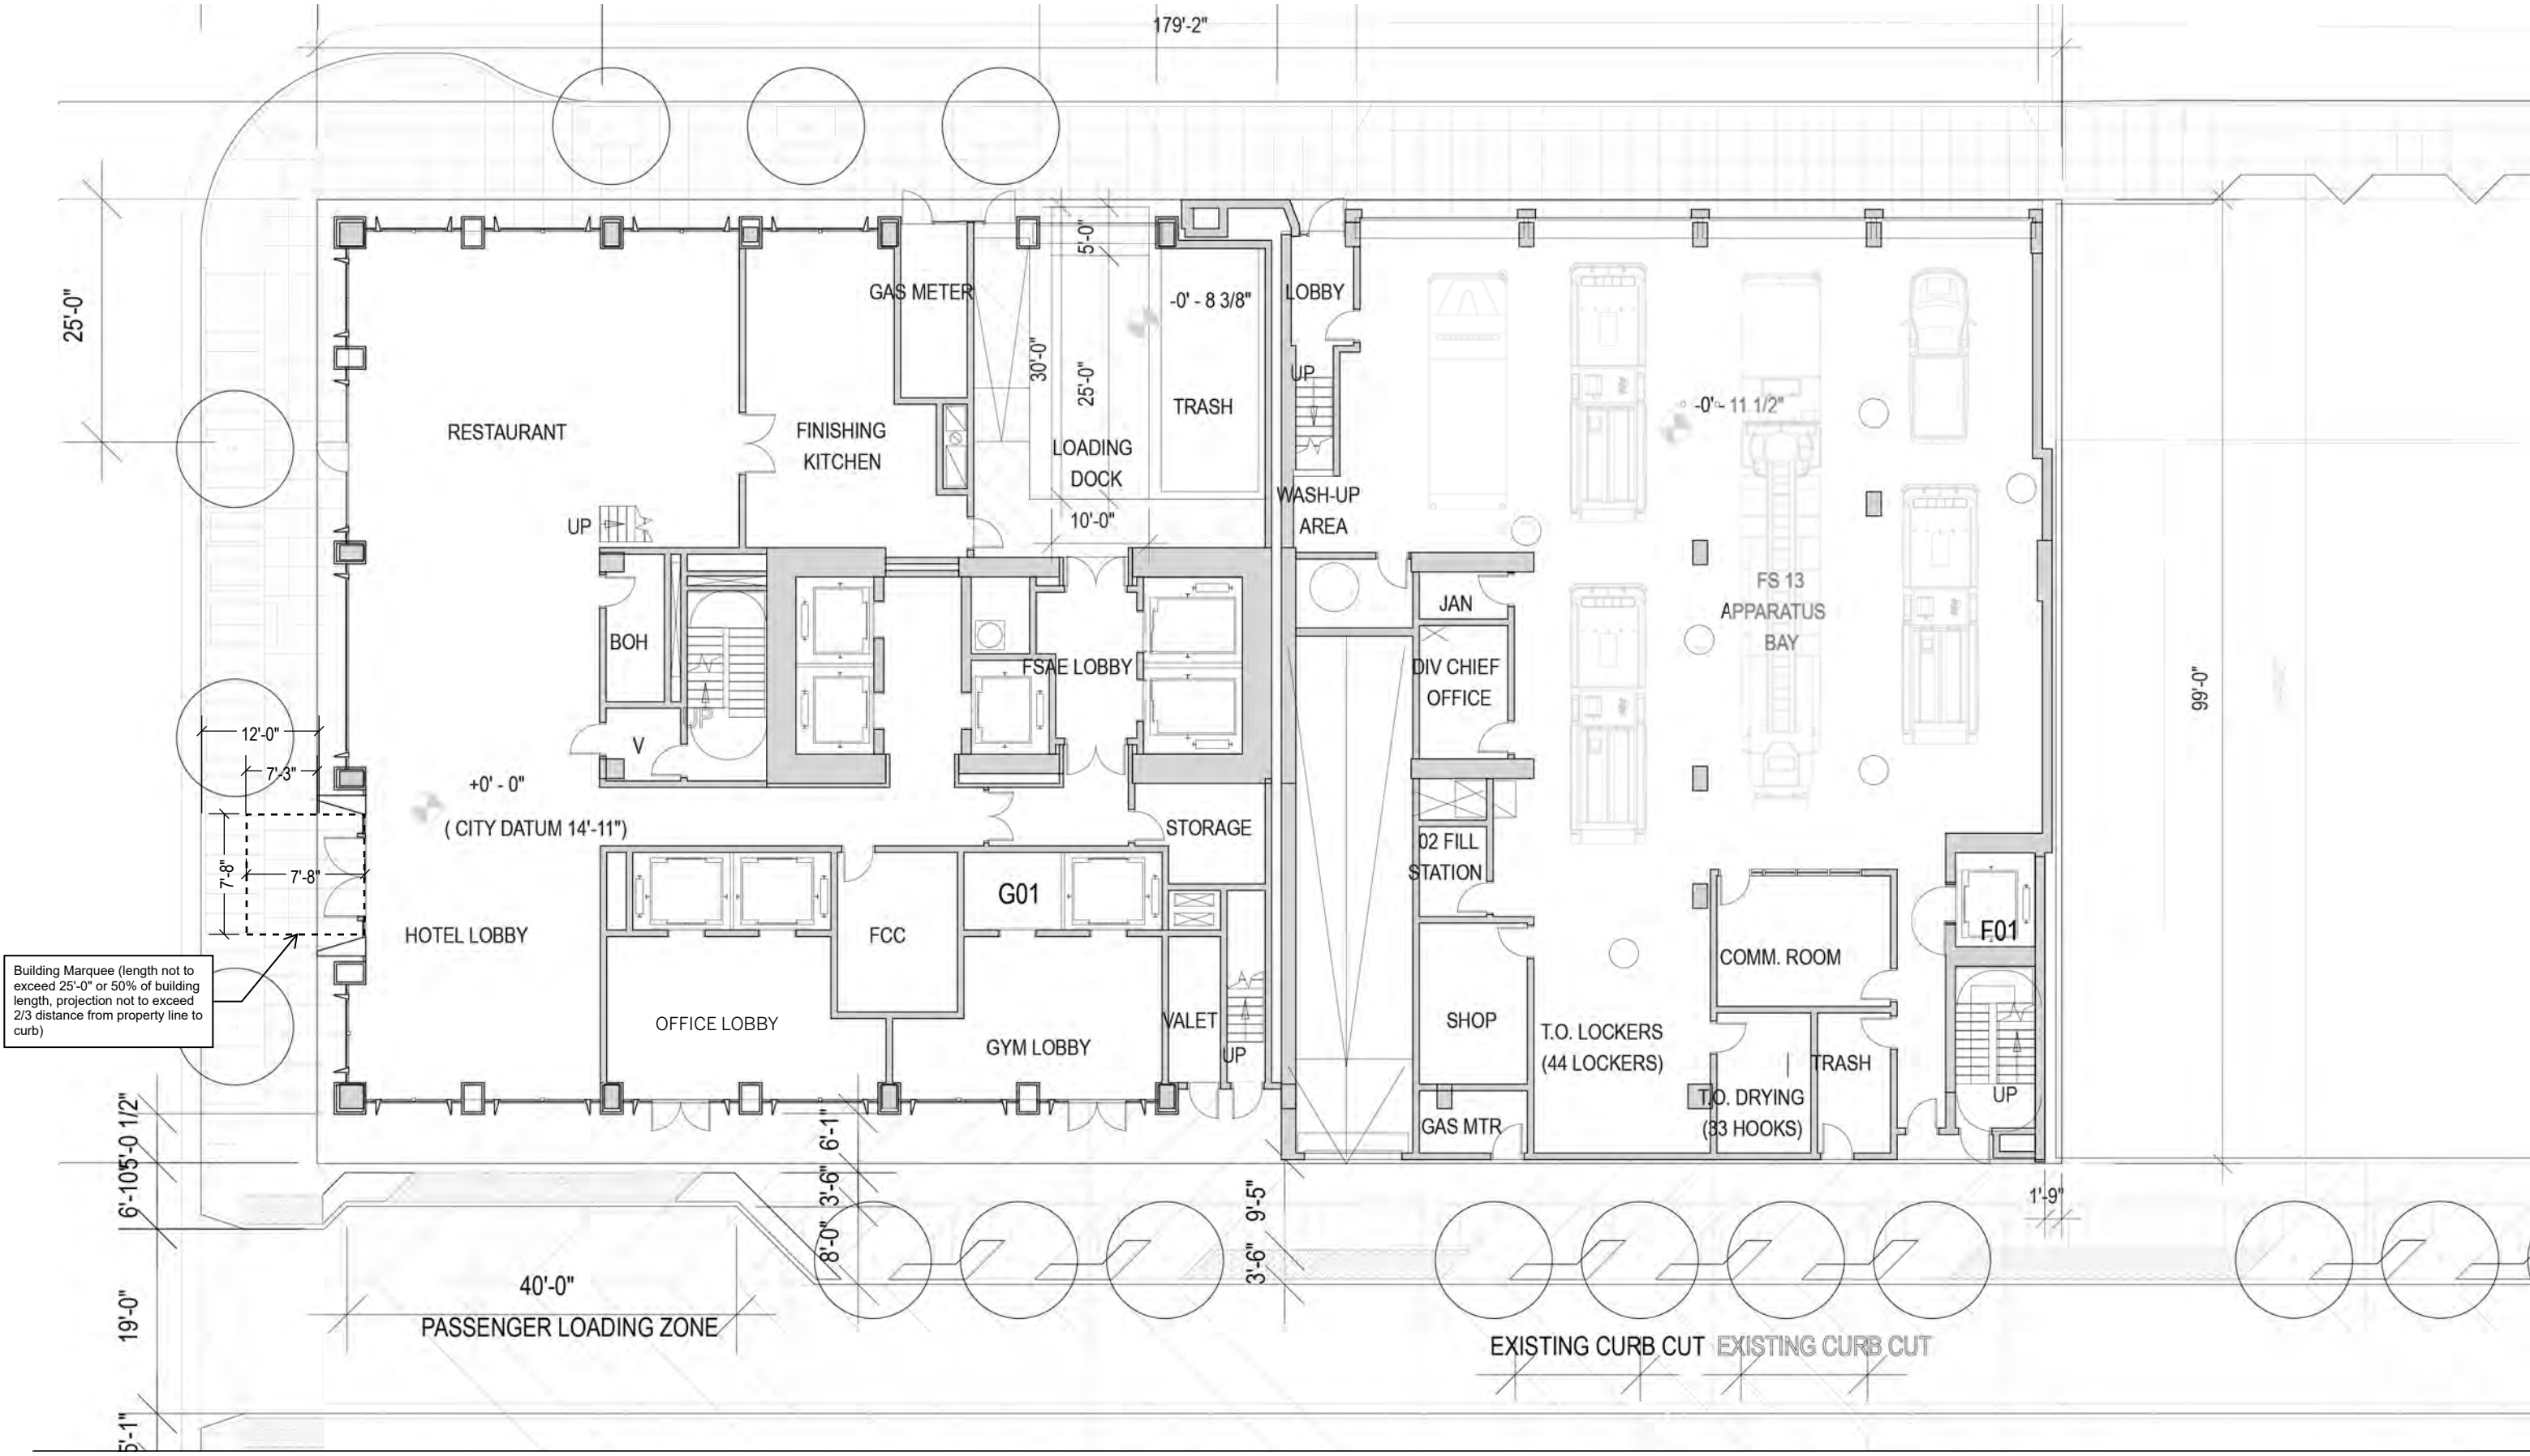 179'-2"
25'-0"
5'-0"
GAS METER
-0' - 8 3/8"
LOBBY
30'-0"
25'-0"
UP
TRASH
-0' - 11 1/2"
RESTAURANT
FINISHING
KITCHEN
LOADING
DOCK
WASH-UP
AREA
UP
10'-0"
FS 13
APPARATUS
BAY
JAN
BOH
FSAE LOBBY
DIV CHIEF
OFFICE
99'-0"
UP
V
12'-0"
7'-3"
+0' - 0"
( CITY DATUM 14'-11")
STORAGE
02 FILL
STATION
7'-8"
7'-8"
G01
HOTEL LOBBY
FCC
F01
COMM. ROOM
Building Marquee (length not to
exceed 25'-0" or 50% of building
length, projection not to exceed
2/3 distance from property line to
curb)
OFFICE LOBBY
GYM LOBBY
VALET
UP
SHOP
T.O. LOCKERS
(44 LOCKERS)
TRASH
T.O. DRYING
(33 HOOKS)
UP
GAS MTR
5'-0 1/2"
6'-10"
6'-1"
3'-6"
8'-0"
9'-5"
3'-6"
1'-9"
40'-0"
PASSENGER LOADING ZONE
19'-0"
EXISTING CURB CUT EXISTING CURB CUT